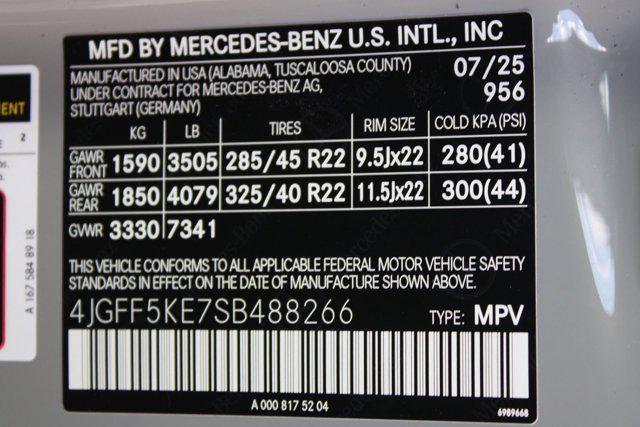 MFD BY MERCEDES-BENZ U.S. INTL., INC
MANUFACTURED IN USA (ALABAMA, TUSCALOOSA COUNTY) 07/25
UNDER CONTRACT FOR MERCEDES-BENZ AG, 956
STUTTGART (GERMANY)
KG LB TIRES RIM SIZE COLD KPA (PSI)
GAWR FRONT 1590 3505 285/45 R22 9.5Jx22 280(41)
GAWR REAR 1850 4079 325/40 R22 11.5Jx22 300(44)
GVWR 3330 7341
THIS VEHICLE CONFORMS TO ALL APPLICABLE FEDERAL MOTOR VEHICLE SAFETY
STANDARDS IN EFFECT ON THE DATE OF MANUFACTURE SHOWN ABOVE.
4JGFF5KE7SB488266 TYPE: MPV
A 000 817 52 04
6989668
A 167 584 89 18
2